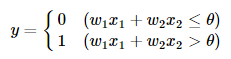 y = { 0 (w₁x₁ + w₂x₂ ≤ θ)
1 (w₁x₁ + w₂x₂ > θ)